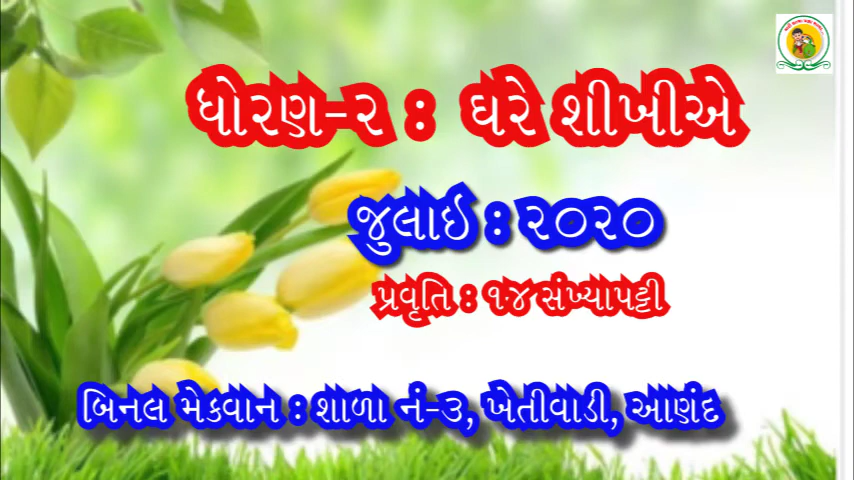 ધોરણ-૨ : ઘરે શીખીએ
જુલાઇ : ૨૦૨૦
પ્રવૃતિ : ૧૪ સંખ્યાપટ્ટી
બિનલ મેકવાન : શાળા નં-૩, ખેતીવાડી, આણંદ